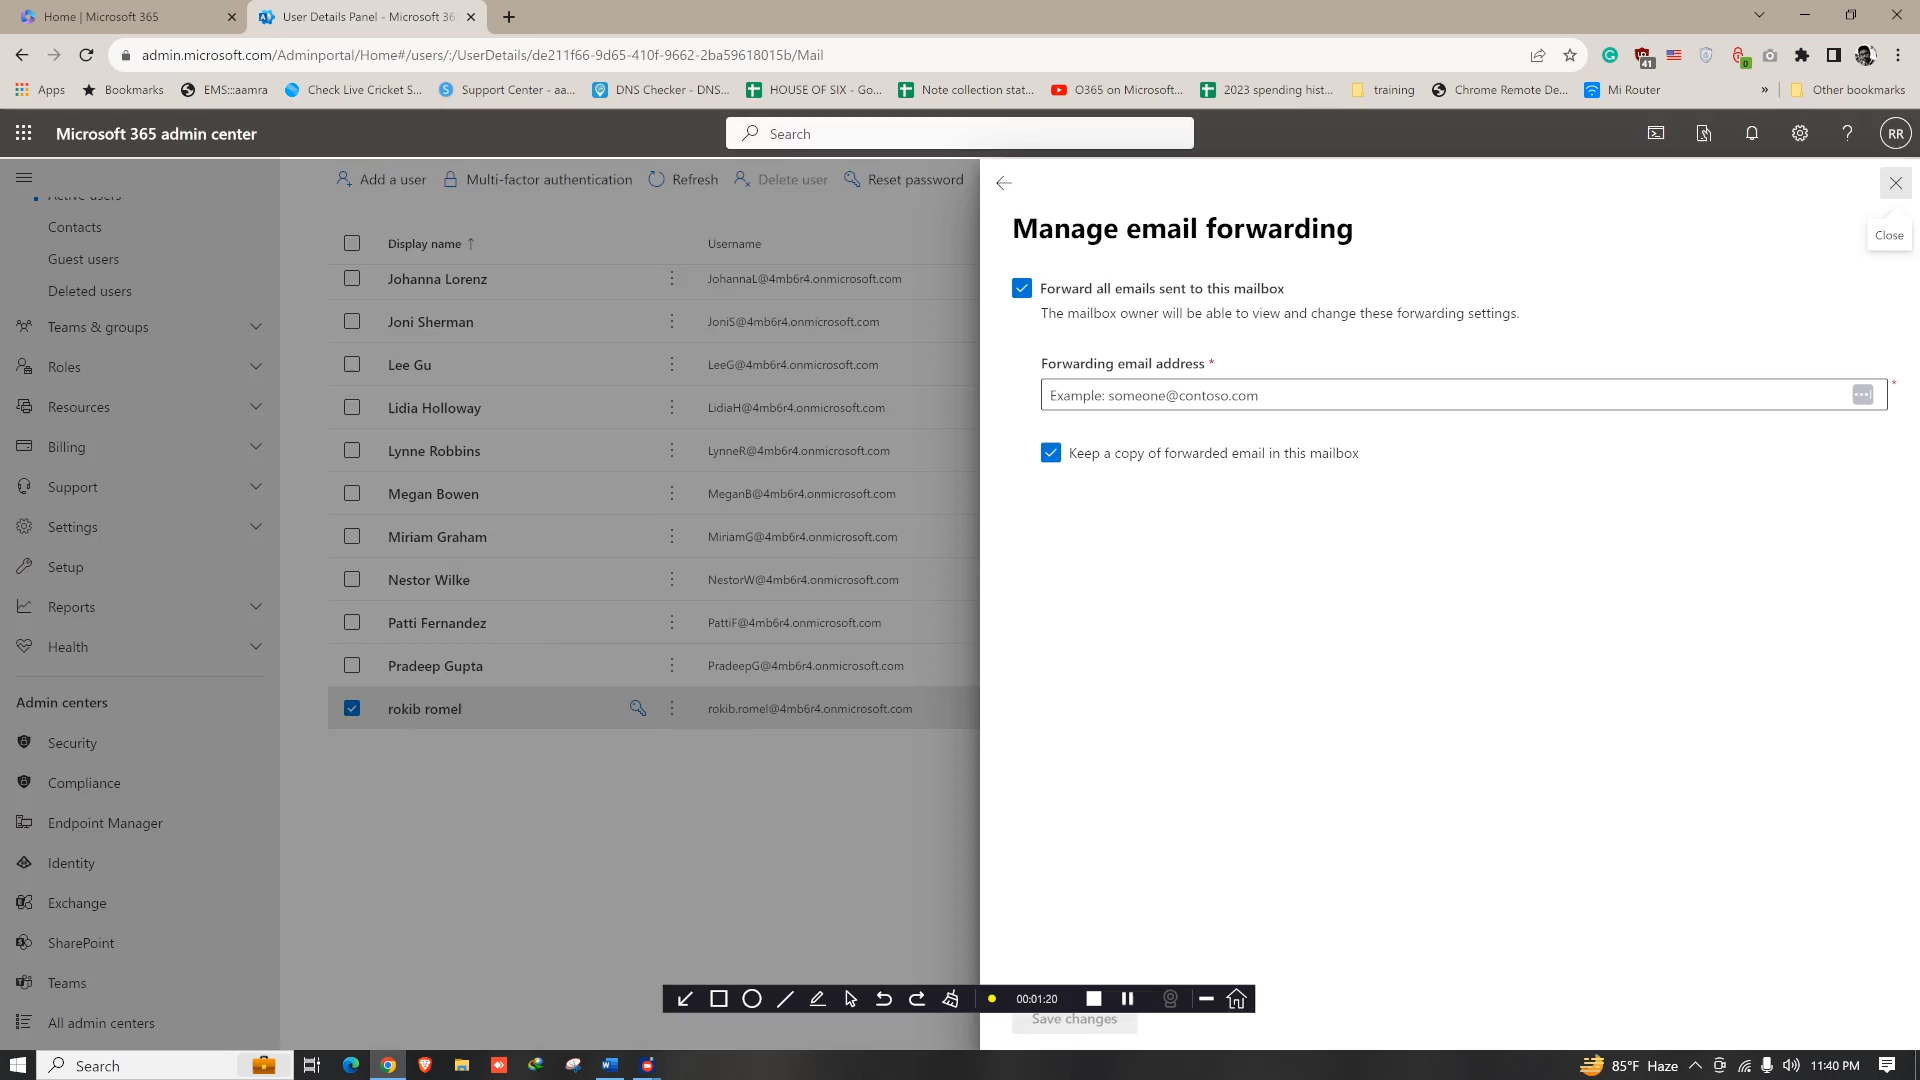 Home | Microsoft 365
User Details Panel - Microsoft 36
admin.microsoft.com/Adminportal/Home#/users/:/UserDetails/de211f66-9d65-410f-9662-2ba59618015b/Mail
41
0
Apps
Bookmarks
EMS:::aamra
Check Live Cricket S...
Support Center - aa...
DNS Checker - DNS...
HOUSE OF SIX - Go...
Note collection stat...
O365 on Microsoft...
2023 spending hist...
training
Chrome Remote De...
Mi Router
»
Other bookmarks
Microsoft 365 admin center
Search
RR
Active users
Contacts
Guest users
Deleted users
Teams & groups
Roles
Resources
Billing
Support
Settings
Setup
Reports
Health
Admin centers
Security
Compliance
Endpoint Manager
Identity
Exchange
SharePoint
Teams
All admin centers
Add a user
Multi-factor authentication
Refresh
Delete user
Reset password
Display name ↑
Username
Johanna Lorenz
JohannaL@4mb6r4.onmicrosoft.com
Joni Sherman
JoniS@4mb6r4.onmicrosoft.com
Lee Gu
LeeG@4mb6r4.onmicrosoft.com
Lidia Holloway
LidiaH@4mb6r4.onmicrosoft.com
Lynne Robbins
LynneR@4mb6r4.onmicrosoft.com
Megan Bowen
MeganB@4mb6r4.onmicrosoft.com
Miriam Graham
MiriamG@4mb6r4.onmicrosoft.com
Nestor Wilke
NestorW@4mb6r4.onmicrosoft.com
Patti Fernandez
PattiF@4mb6r4.onmicrosoft.com
Pradeep Gupta
PradeepG@4mb6r4.onmicrosoft.com
rokib romel
rokib.romel@4mb6r4.onmicrosoft.com
Close
Manage email forwarding
Forward all emails sent to this mailbox
The mailbox owner will be able to view and change these forwarding settings.
Forwarding email address *
Example: someone@contoso.com
*
Keep a copy of forwarded email in this mailbox
00:01:20
Save changes
Search
85°F Haze
11:40 PM